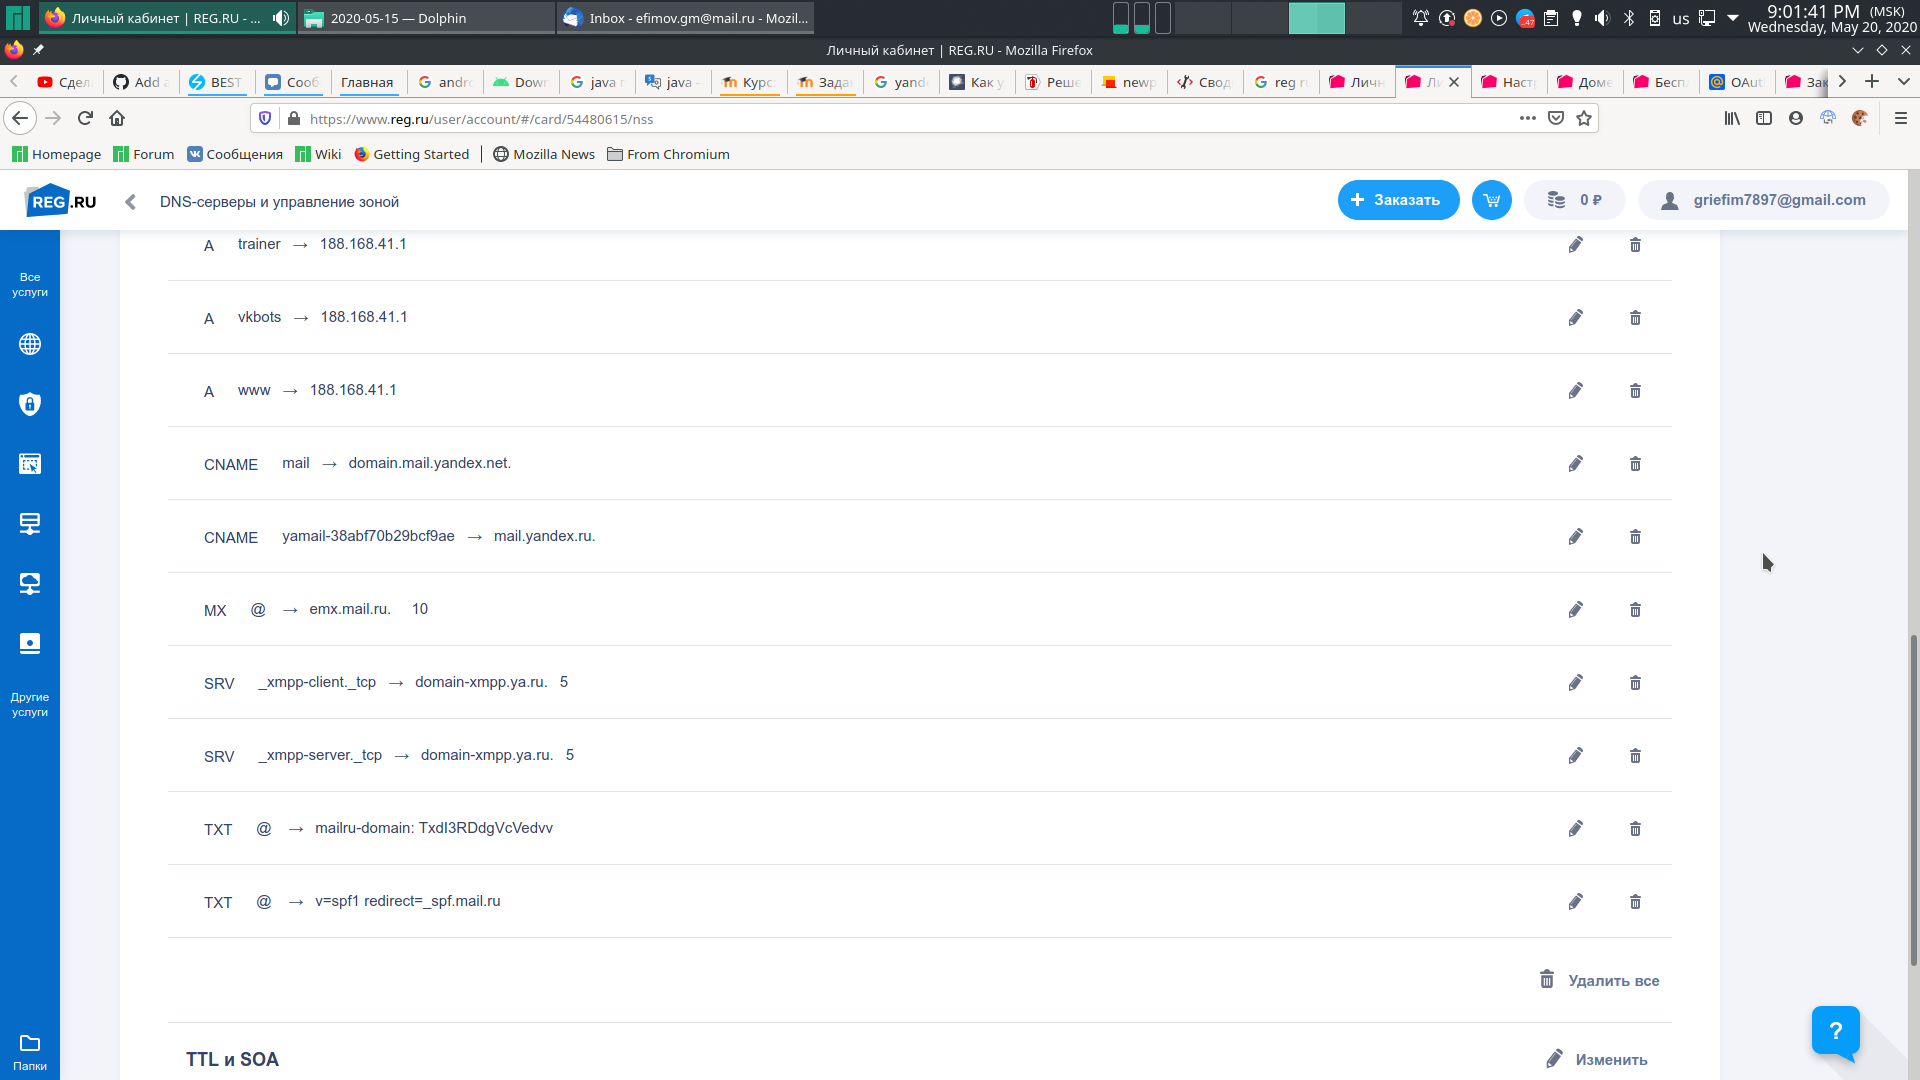 Личный кабинет | REG.RU - ...
2020-05-15 — Dolphin
Inbox - efimov.gm@mail.ru - Mozil...
47
us
9:01:41 PM (MSK)
Wednesday, May 20, 2020
Личный кабинет | REG.RU - Mozilla Firefox
Сдел
Add a
BEST
Сооб
Главная
andro
Down
java r
java -
Курс:
Зада
yande
Как у
Реше
newp
Свод
reg ru
Личн
Ли
Наст
Доме
Бесп
OAut
Зак
https://www.reg.ru/user/account/#/card/54480615/nss
Homepage
Forum
Сообщения
Wiki
Getting Started
Mozilla News
From Chromium
REG.RU
DNS-серверы и управление зоной
Заказать
0 ₽
griefim7897@gmail.com
Все услуги
Другие услуги
Папки
A trainer → 188.168.41.1
A vkbots → 188.168.41.1
A www → 188.168.41.1
CNAME mail → domain.mail.yandex.net.
CNAME yamail-38abf70b29bcf9ae → mail.yandex.ru.
MX @ → emx.mail.ru. 10
SRV _xmpp-client._tcp → domain-xmpp.ya.ru. 5
SRV _xmpp-server._tcp → domain-xmpp.ya.ru. 5
TXT @ → mailru-domain: TxdI3RDdgVcVedvv
TXT @ → v=spf1 redirect=_spf.mail.ru
Удалить все
TTL и SOA
Изменить
?